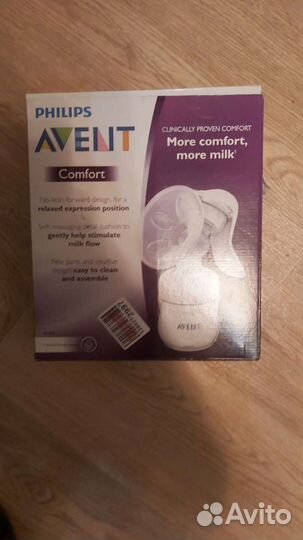 PHILIPS
AVENT
Comfort
CLINICALLY PROVEN COMFORT
More comfort,
more milk
No lean-forward design, for a
relaxed expression position
Soft massaging petal cushion to
gently help stimulate
milk flow
Few parts and intuitive
design, easy to clean
and assemble
AVENT
Avito